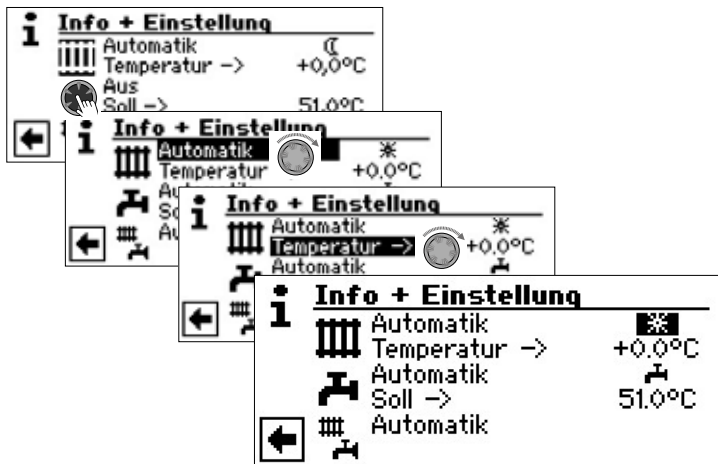 Info + Einstellung
Automatik
Temperatur -> +0,0°C
Aus
Soll -> 51.0°C
Info + Einstellung
Automatik
Temperatur +0.0°C
Info + Einstellung
Automatik
Temperatur -> +0.0°C
Automatik
Info + Einstellung
Automatik
Temperatur -> +0.0°C
Automatik
Soll -> 51.0°C
Automatik